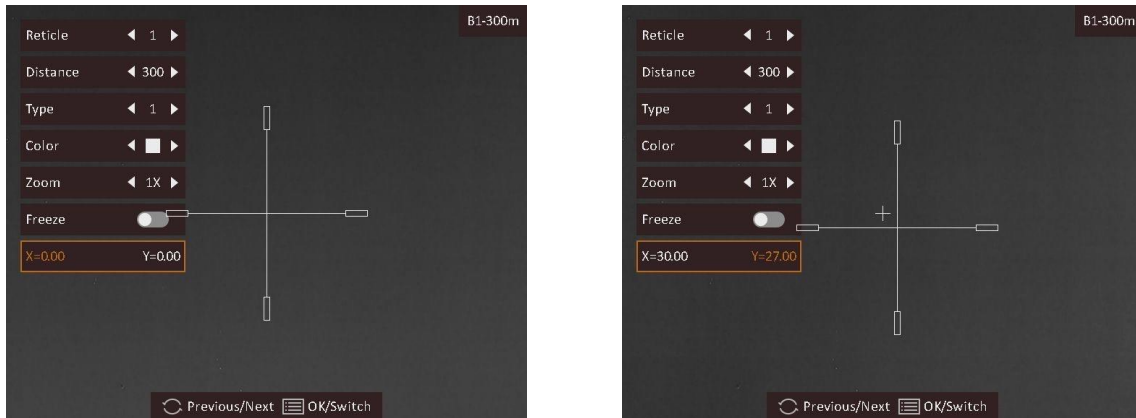 B1-300m
Reticle 1
Distance 300
Type 1
Color
Zoom 1X
Freeze
X=0.00 Y=0.00
Previous/Next OK/Switch
B1-300m
Reticle 1
Distance 300
Type 1
Color
Zoom 1X
Freeze
X=30.00 Y=27.00
Previous/Next OK/Switch